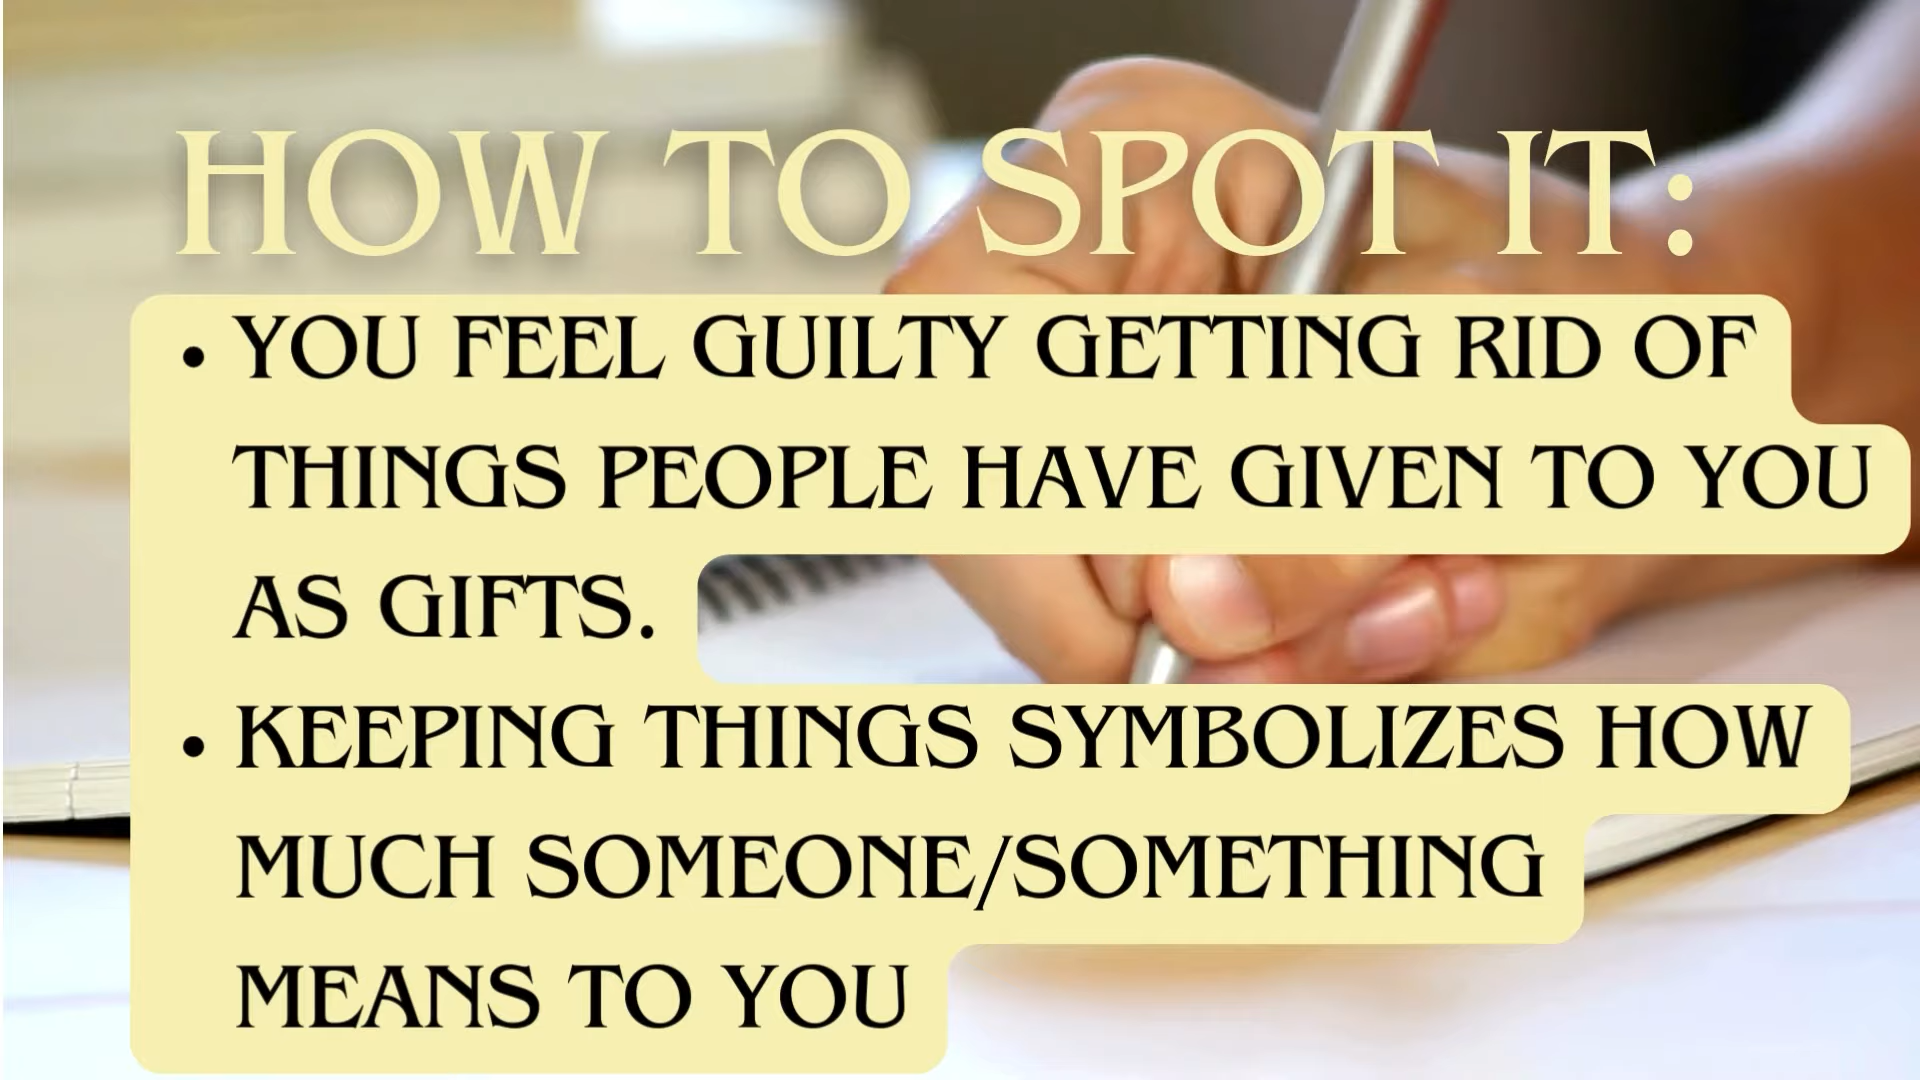 HOW TO SPOT IT:
• YOU FEEL GUILTY GETTING RID OF
THINGS PEOPLE HAVE GIVEN TO YOU
AS GIFTS.
• KEEPING THINGS SYMBOLIZES HOW
MUCH SOMEONE/SOMETHING
MEANS TO YOU